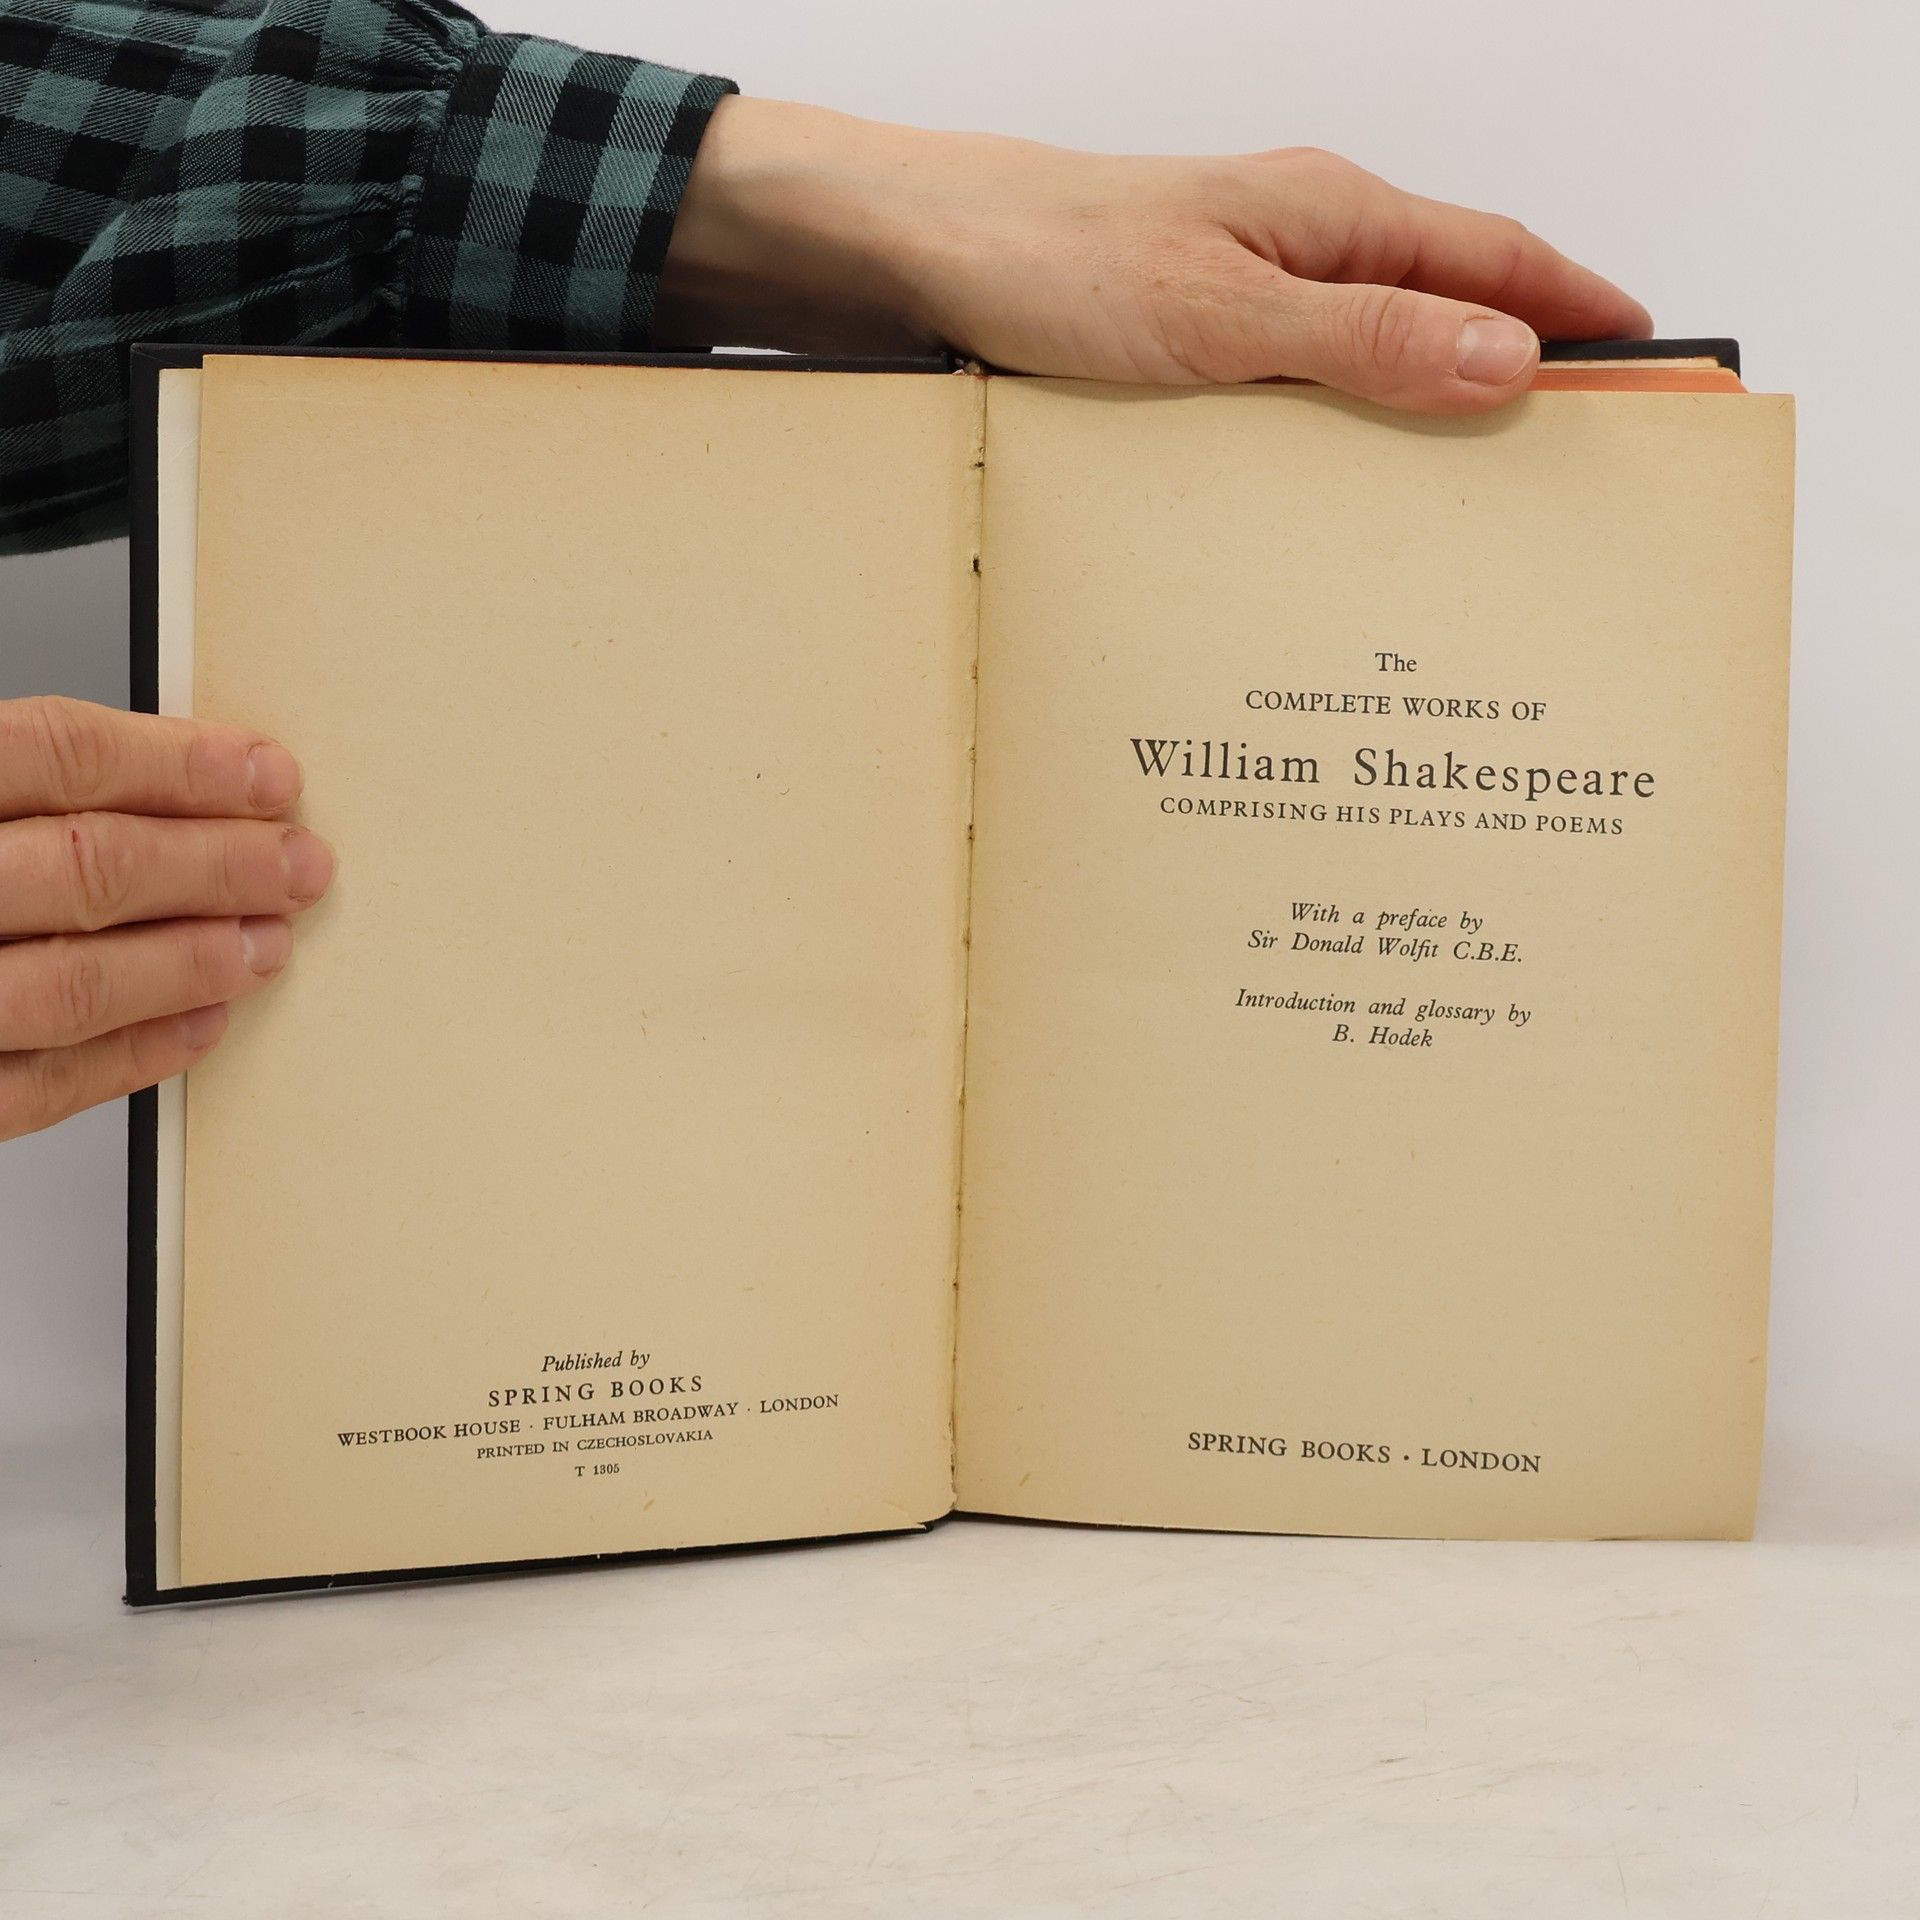 Published by
SPRING BOOKS
WESTBOOK HOUSE · FULHAM BROADWAY · LONDON
PRINTED IN CZECHOSLOVAKIA
T 1305
The
COMPLETE WORKS OF
William Shakespeare
COMPRISING HIS PLAYS AND POEMS
With a preface by
Sir Donald Wolfit C.B.E.
Introduction and glossary by
B. Hodek
SPRING BOOKS · LONDON